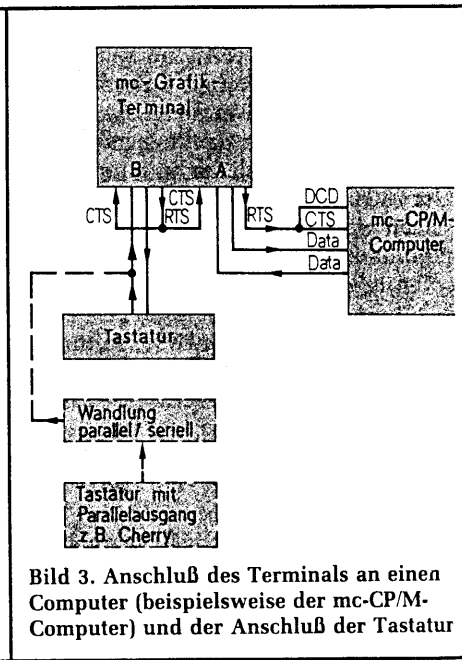 mc-Grafik-
Terminal
B
A
CTS
CTS
RTS
RTS
DCD
CTS
Data
Data
mc-CP/M-
Computer
Tastatur
Wandlung
parallel/seriell
Tastatur mit
Parallelausgang
z.B. Cherry
Bild 3. Anschluß des Terminals an einen
Computer (beispielsweise der mc-CP/M-
Computer) und der Anschluß der Tastatur